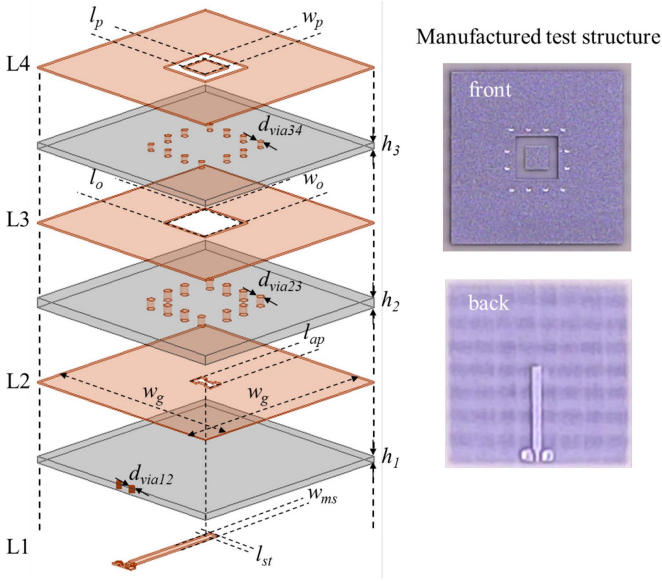 l_p
w_p
L4
d_via34
h_3
l_o
w_o
L3
d_via23
h_2
l_ap
L2
w_g
w_g
d_via12
h_1
w_ms
L1
l_st
Manufactured test structure
front
back